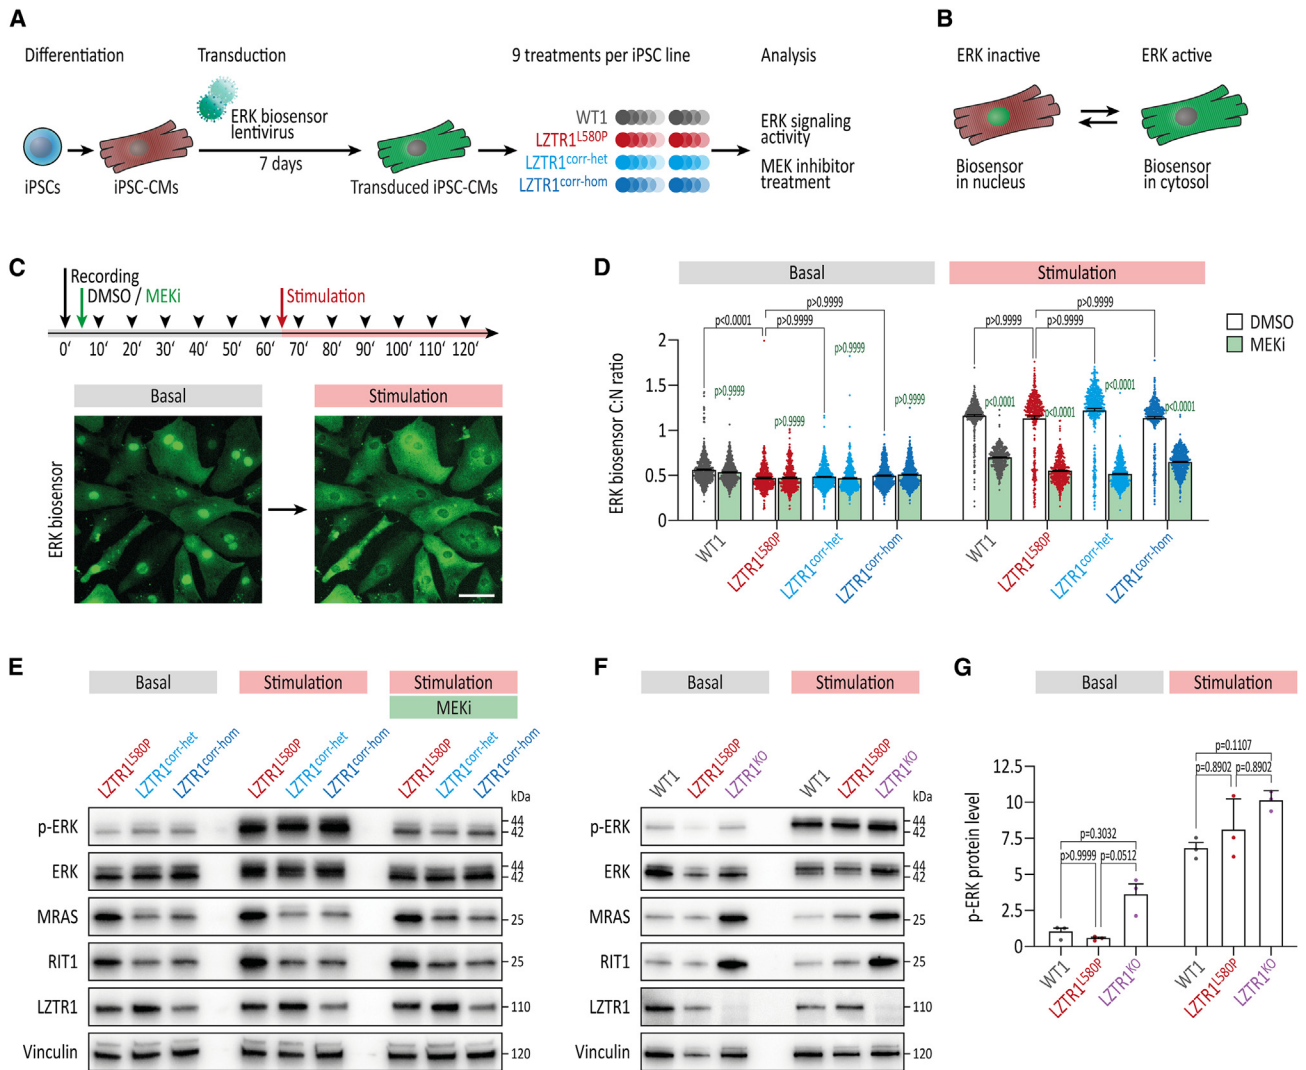 A
Differentiation
Transduction
9 treatments per iPSC line
Analysis
ERK biosensor
lentivirus
7 days
iPSCs
iPSC-CMs
Transduced iPSC-CMs
WT1
LZTR1L580P
LZTR1corr-het
LZTR1corr-hom
ERK signaling
activity
MEK inhibitor
treatment
B
ERK inactive
ERK active
Biosensor
in nucleus
Biosensor
in cytosol
C
Recording
DMSO / MEKi
Stimulation
0' 10' 20' 30' 40' 50' 60' 70' 80' 90' 100' 110' 120'
Basal
Stimulation
ERK biosensor
D
Basal
Stimulation
DMSO
MEKi
p>0.9999
p<0.0001
p>0.9999
p>0.9999
p>0.9999
p>0.9999
p>0.9999
p>0.9999
p>0.9999
p>0.9999
p<0.0001
p<0.0001
p<0.0001
p<0.0001
ERK biosensor C:N ratio
2
1.5
1
0.5
0
WT1
LZTR1L580P
LZTR1corr-het
LZTR1corr-hom
WT1
LZTR1L580P
LZTR1corr-het
LZTR1corr-hom
E
Basal
Stimulation
Stimulation
MEKi
LZTR1L580P
LZTR1corr-het
LZTR1corr-hom
LZTR1L580P
LZTR1corr-het
LZTR1corr-hom
LZTR1L580P
LZTR1corr-het
LZTR1corr-hom
kDa
p-ERK
44
42
ERK
44
42
MRAS
25
RIT1
25
LZTR1
110
Vinculin
120
F
Basal
Stimulation
WT1
LZTR1L580P
LZTR1KO
WT1
LZTR1L580P
LZTR1KO
kDa
p-ERK
44
42
ERK
44
42
MRAS
25
RIT1
25
LZTR1
110
Vinculin
120
G
Basal
Stimulation
p=0.1107
p=0.8902
p=0.8902
p=0.3032
p>0.9999
p=0.0512
p-ERK protein level
12.5
10
7.5
5
2.5
0
WT1
LZTR1L580P
LZTR1KO
WT1
LZTR1L580P
LZTR1KO